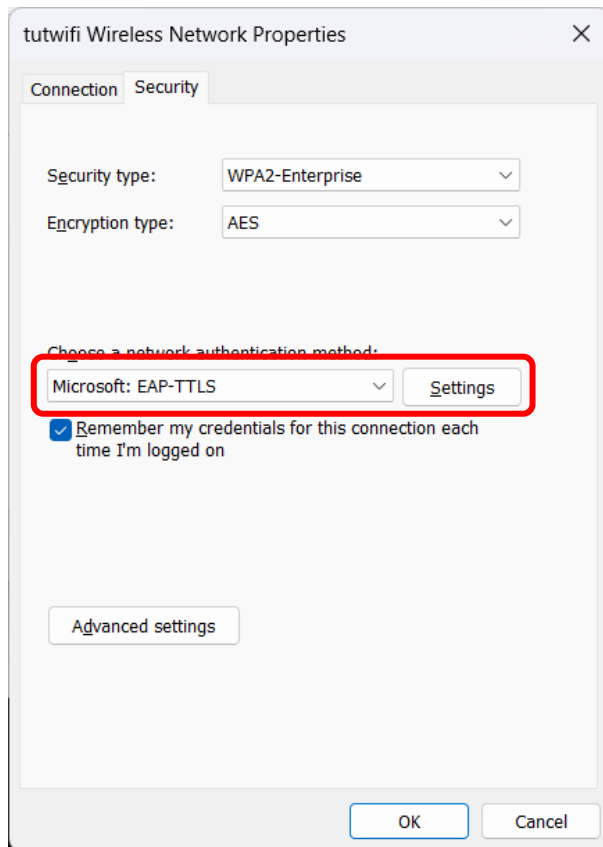 tutwifi Wireless Network Properties
Connection Security
Security type: WPA2-Enterprise
Encryption type: AES
Choose a network authentication method:
Microsoft: EAP-TTLS Settings
Remember my credentials for this connection each
time I'm logged on
Advanced settings
OK Cancel